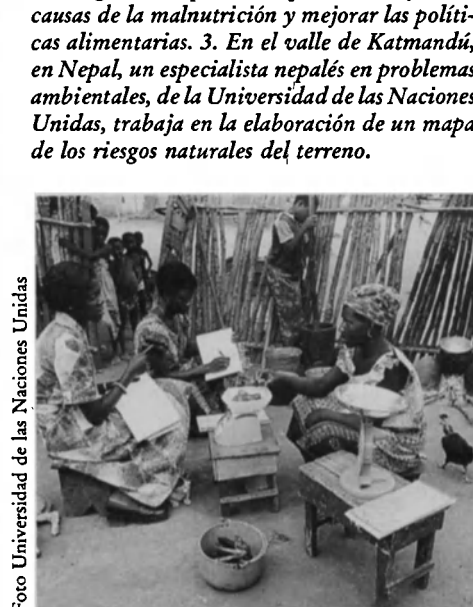 causas de la malnutrición y mejorar las políti-
cas alimentarias. 3. En el valle de Katmandú,
en Nepal, un especialista nepalés en problemas
ambientales, de la Universidad de las Naciones
Unidas, trabaja en la elaboración de un mapa
de los riesgos naturales del terreno.
Foto Universidad de las Naciones Unidas